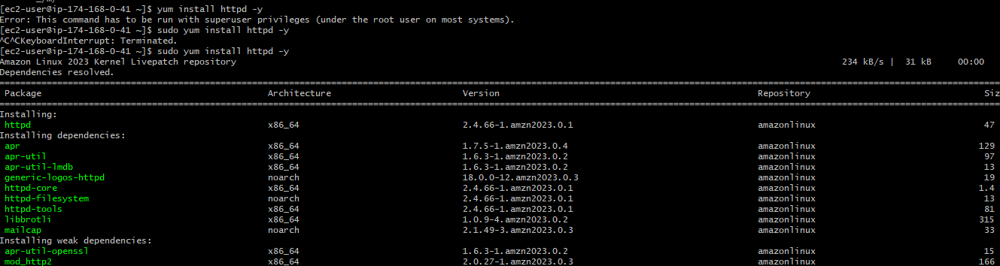 [ec2-user@ip-174-168-0-41 ~]$ yum install httpd -y
Error: This command has to be run with superuser privileges (under the root user on most systems).
[ec2-user@ip-174-168-0-41 ~]$ sudo yum install httpd -y
^C^CKeyboardInterrupt: Terminated.
[ec2-user@ip-174-168-0-41 ~]$ sudo yum install httpd -y
Amazon Linux 2023 Kernel Livepatch repository 234 kB/s | 31 kB 00:00
Dependencies resolved.
Package Architecture Version Repository Siz
Installing:
httpd x86_64 2.4.66-1.amzn2023.0.1 amazonlinux 47
Installing dependencies:
apr x86_64 1.7.5-1.amzn2023.0.4 amazonlinux 129
apr-util x86_64 1.6.3-1.amzn2023.0.2 amazonlinux 97
apr-util-lmdb x86_64 1.6.3-1.amzn2023.0.2 amazonlinux 13
generic-logos-httpd noarch 18.0.0-12.amzn2023.0.3 amazonlinux 19
httpd-core x86_64 2.4.66-1.amzn2023.0.1 amazonlinux 1.4
httpd-filesystem noarch 2.4.66-1.amzn2023.0.1 amazonlinux 13
httpd-tools x86_64 2.4.66-1.amzn2023.0.1 amazonlinux 81
libbrotli x86_64 1.0.9-4.amzn2023.0.2 amazonlinux 315
mailcap noarch 2.1.49-3.amzn2023.0.3 amazonlinux 33
Installing weak dependencies:
apr-util-openssl x86_64 1.6.3-1.amzn2023.0.2 amazonlinux 15
mod_http2 x86_64 2.0.27-1.amzn2023.0.3 amazonlinux 166